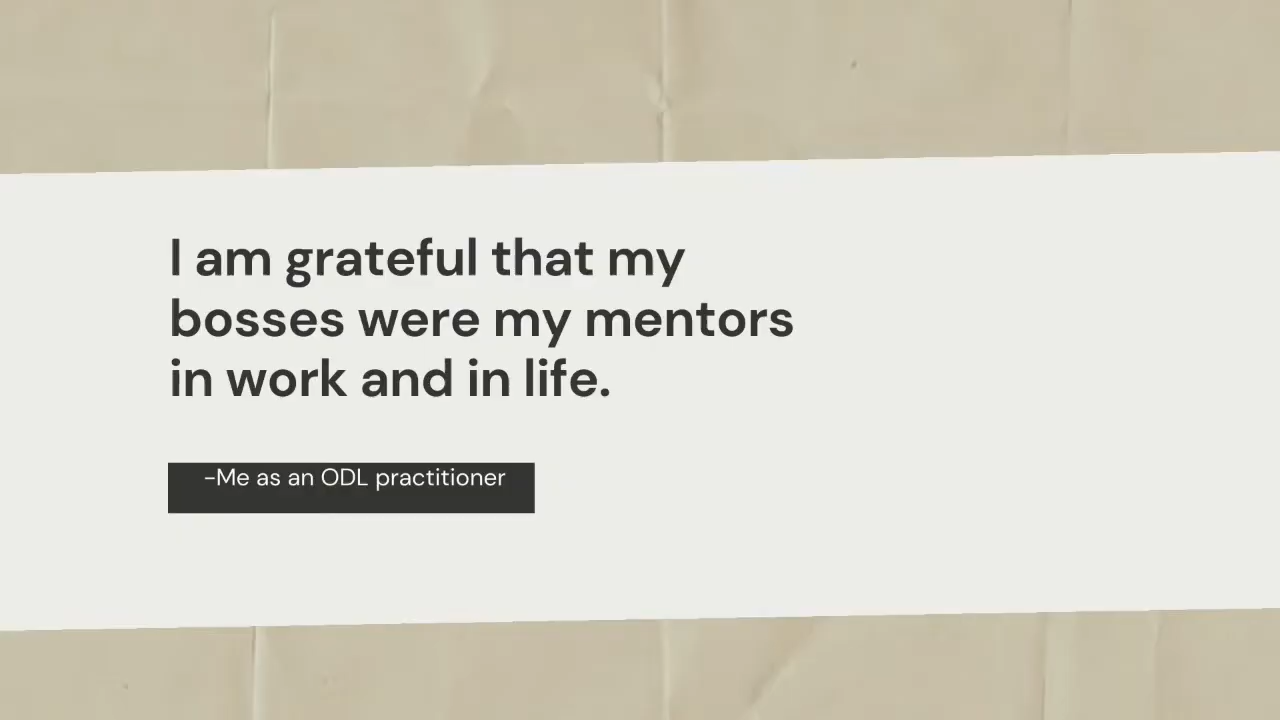 I am grateful that my
bosses were my mentors
in work and in life.
-Me as an ODL practitioner